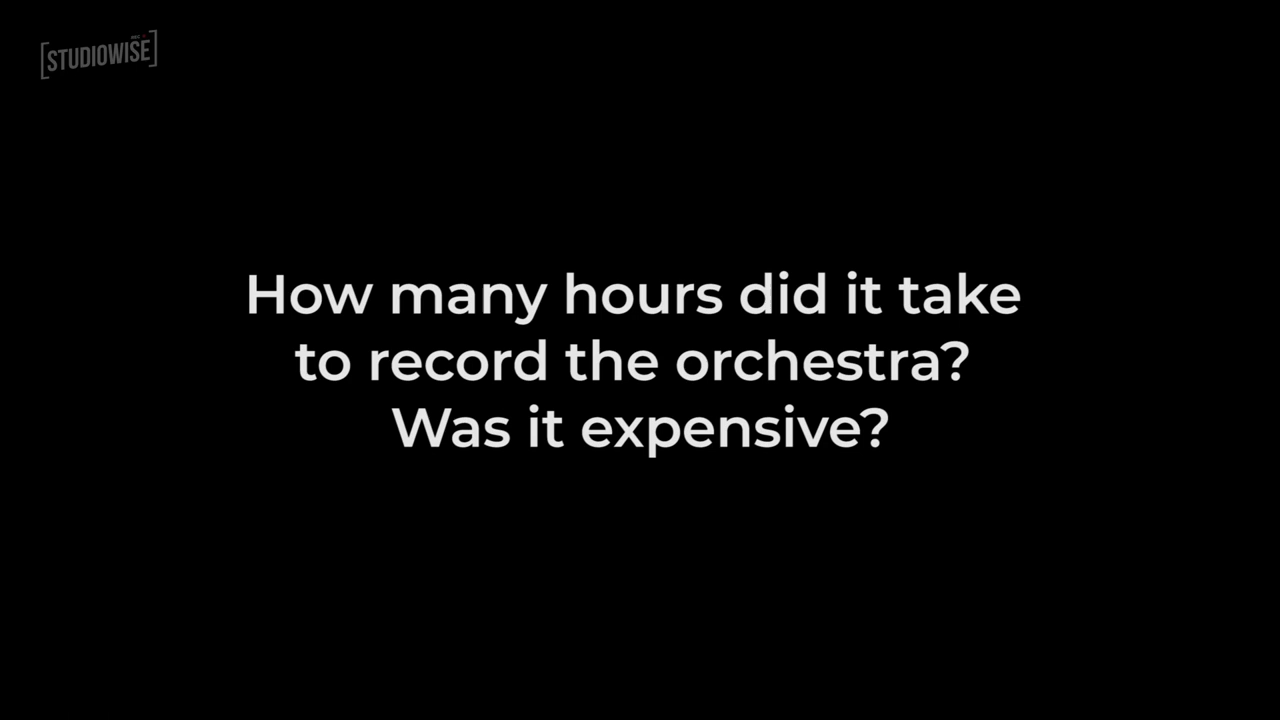 [STUDIOWISE]
How many hours did it take
to record the orchestra?
Was it expensive?